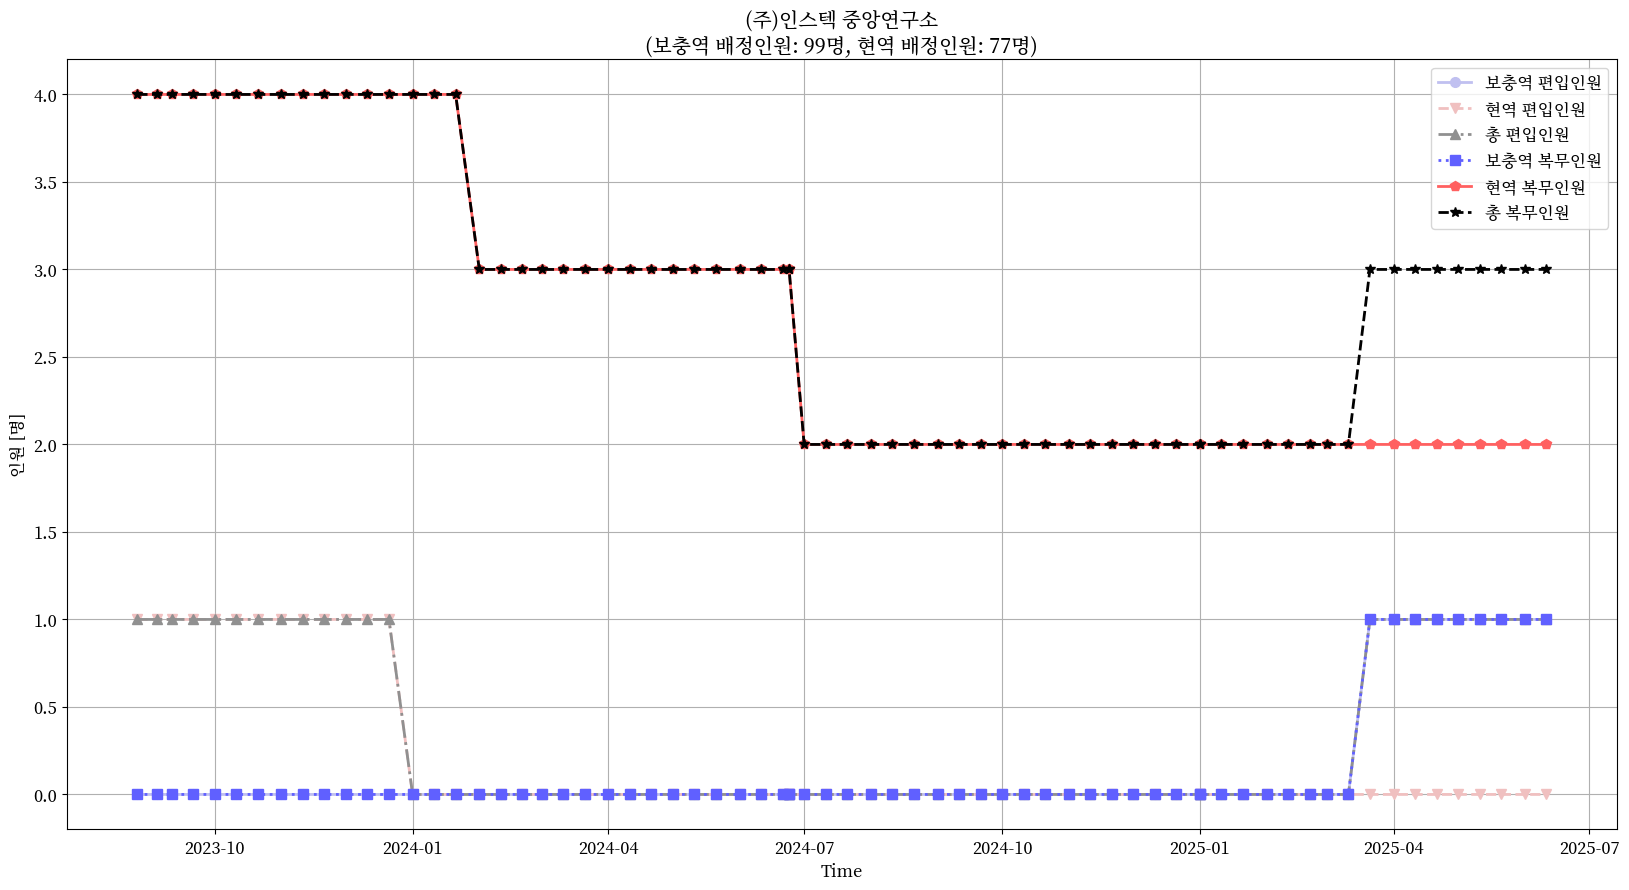 (주)인스텍 중앙연구소
(보충역 배정인원: 99명, 현역 배정인원: 77명)
보충역 편입인원
현역 편입인원
총 편입인원
보충역 복무인원
현역 복무인원
총 복무인원
인원 [명]
4.0
3.5
3.0
2.5
2.0
1.5
1.0
0.5
0.0
2023-10
2024-01
2024-04
2024-07
2024-10
2025-01
2025-04
2025-07
Time